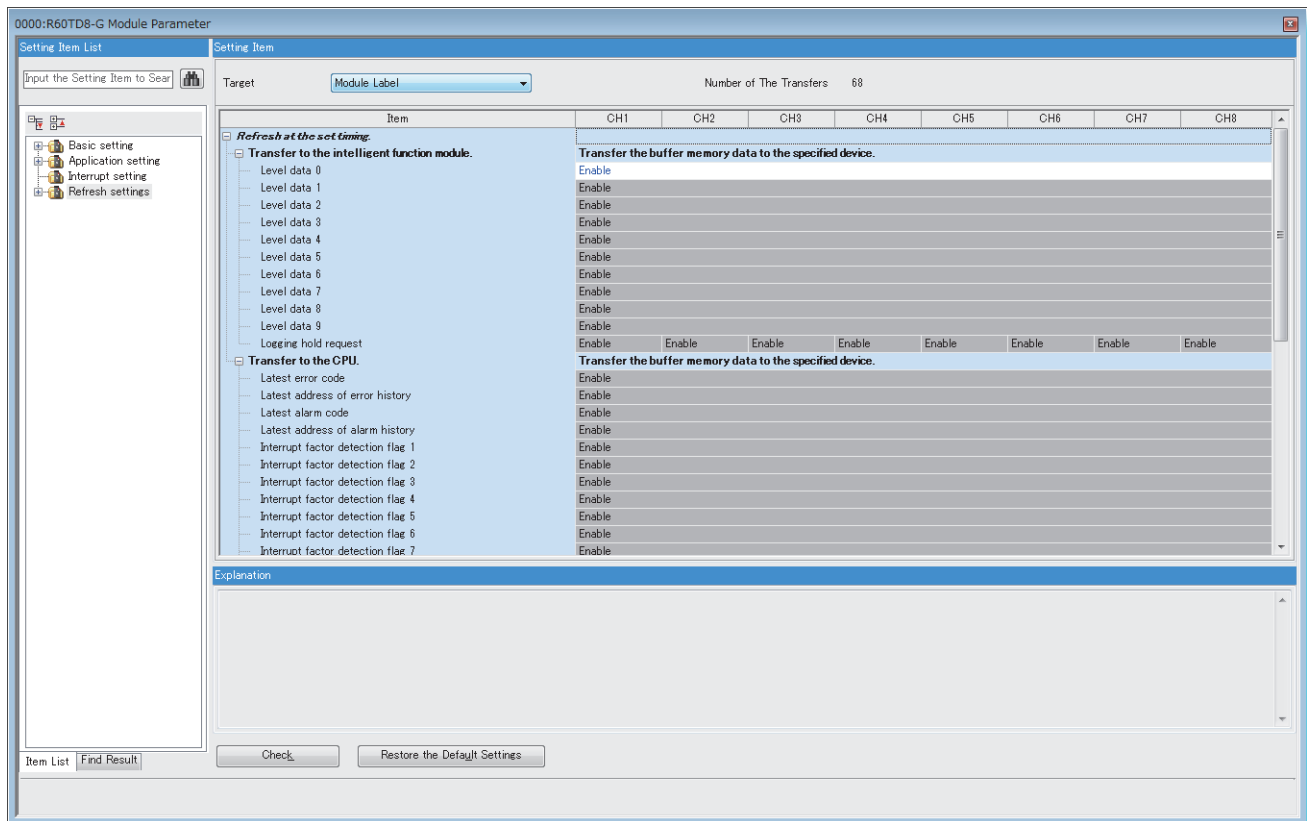 0000:R60TD8-G Module Parameter
Setting Item List
Setting Item
Input the Setting Item to Sear
Target Module Label Number of The Transfers 68
Basic setting
Application setting
Interrupt setting
Refresh settings
Item CH1 CH2 CH3 CH4 CH5 CH6 CH7 CH8
Refresh at the set timing.
Transfer to the intelligent function module. Transfer the buffer memory data to the specified device.
Level data 0 Enable
Level data 1 Enable
Level data 2 Enable
Level data 3 Enable
Level data 4 Enable
Level data 5 Enable
Level data 6 Enable
Level data 7 Enable
Level data 8 Enable
Level data 9 Enable
Logging hold request Enable Enable Enable Enable Enable Enable Enable Enable
Transfer to the CPU. Transfer the buffer memory data to the specified device.
Latest error code Enable
Latest address of error history Enable
Latest alarm code Enable
Latest address of alarm history Enable
Interrupt factor detection flag 1 Enable
Interrupt factor detection flag 2 Enable
Interrupt factor detection flag 3 Enable
Interrupt factor detection flag 4 Enable
Interrupt factor detection flag 5 Enable
Interrupt factor detection flag 6 Enable
Interrupt factor detection flag 7 Enable
Explanation
Item List Find Result
Check Restore the Default Settings